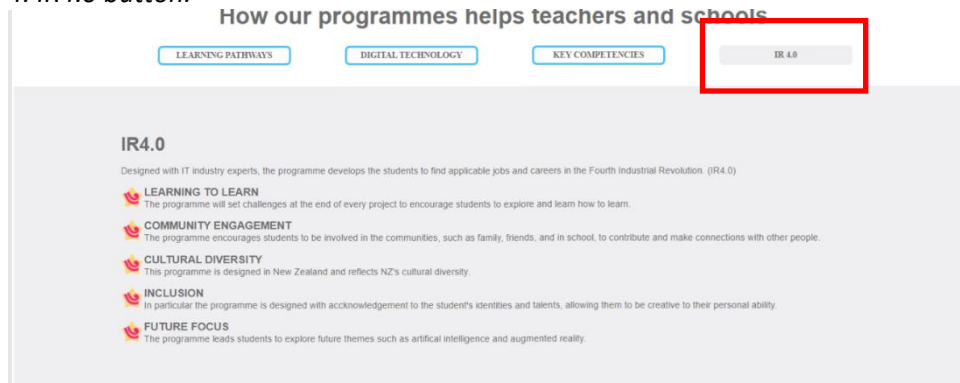 How our programmes helps teachers and schools
LEARNING PATHWAYS
DIGITAL TECHNOLOGY
KEY COMPETENCIES
IR 4.0
IR4.0
Designed with IT industry experts, the programme develops the students to find applicable jobs and careers in the Fourth Industrial Revolution. (IR4.0)
LEARNING TO LEARN
The programme will set challenges at the end of every project to encourage students to explore and learn how to learn.
COMMUNITY ENGAGEMENT
The programme encourages students to be involved in the communities, such as family, friends, and in school, to contribute and make connections with other people.
CULTURAL DIVERSITY
This programme is designed in New Zealand and reflects NZ's cultural diversity.
INCLUSION
In particular the programme is designed with accknowledgement to the student's identities and talents, allowing them to be creative to their personal ability.
FUTURE FOCUS
The programme leads students to explore future themes such as artifical intelligence and augmented reality.